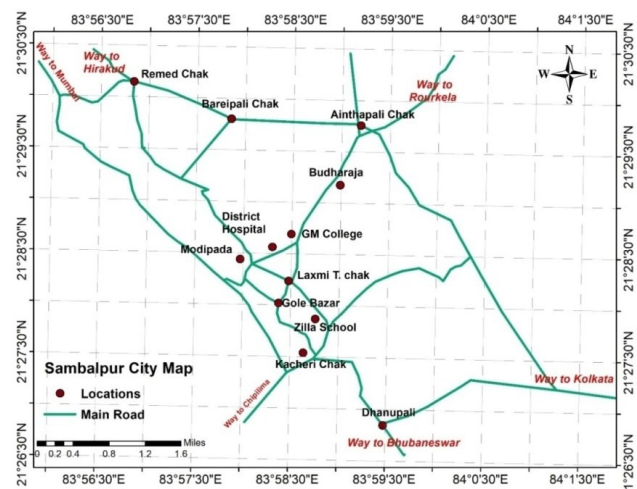 83°56'30"E 83°57'30"E 83°58'30"E 83°59'30"E 84°0'30"E 84°1'30"E
21°30'30"N
21°30'30"N
Way to Mumbai
Way to
Hirakud
Remed Chak
Way to
Rourkela
N
W E
S
Bareipali Chak
Ainthapali Chak
21°29'30"N
21°29'30"N
Budharaja
District
Hospital
GM College
Modipada
21°28'30"N
21°28'30"N
Laxmi T. chak
Gole Bazar
Zilla School
21°27'30"N
21°27'30"N
Kacheri Chak
Sambalpur City Map
Locations
Main Road
Way to Chiplima
Way to Kolkata
Dhanupali
Way to Bhubaneswar
Miles
0 0.2 0.4 0.8 1.2 1.6
21°26'30"N
21°26'30"N
83°56'30"E 83°57'30"E 83°58'30"E 83°59'30"E 84°0'30"E 84°1'30"E